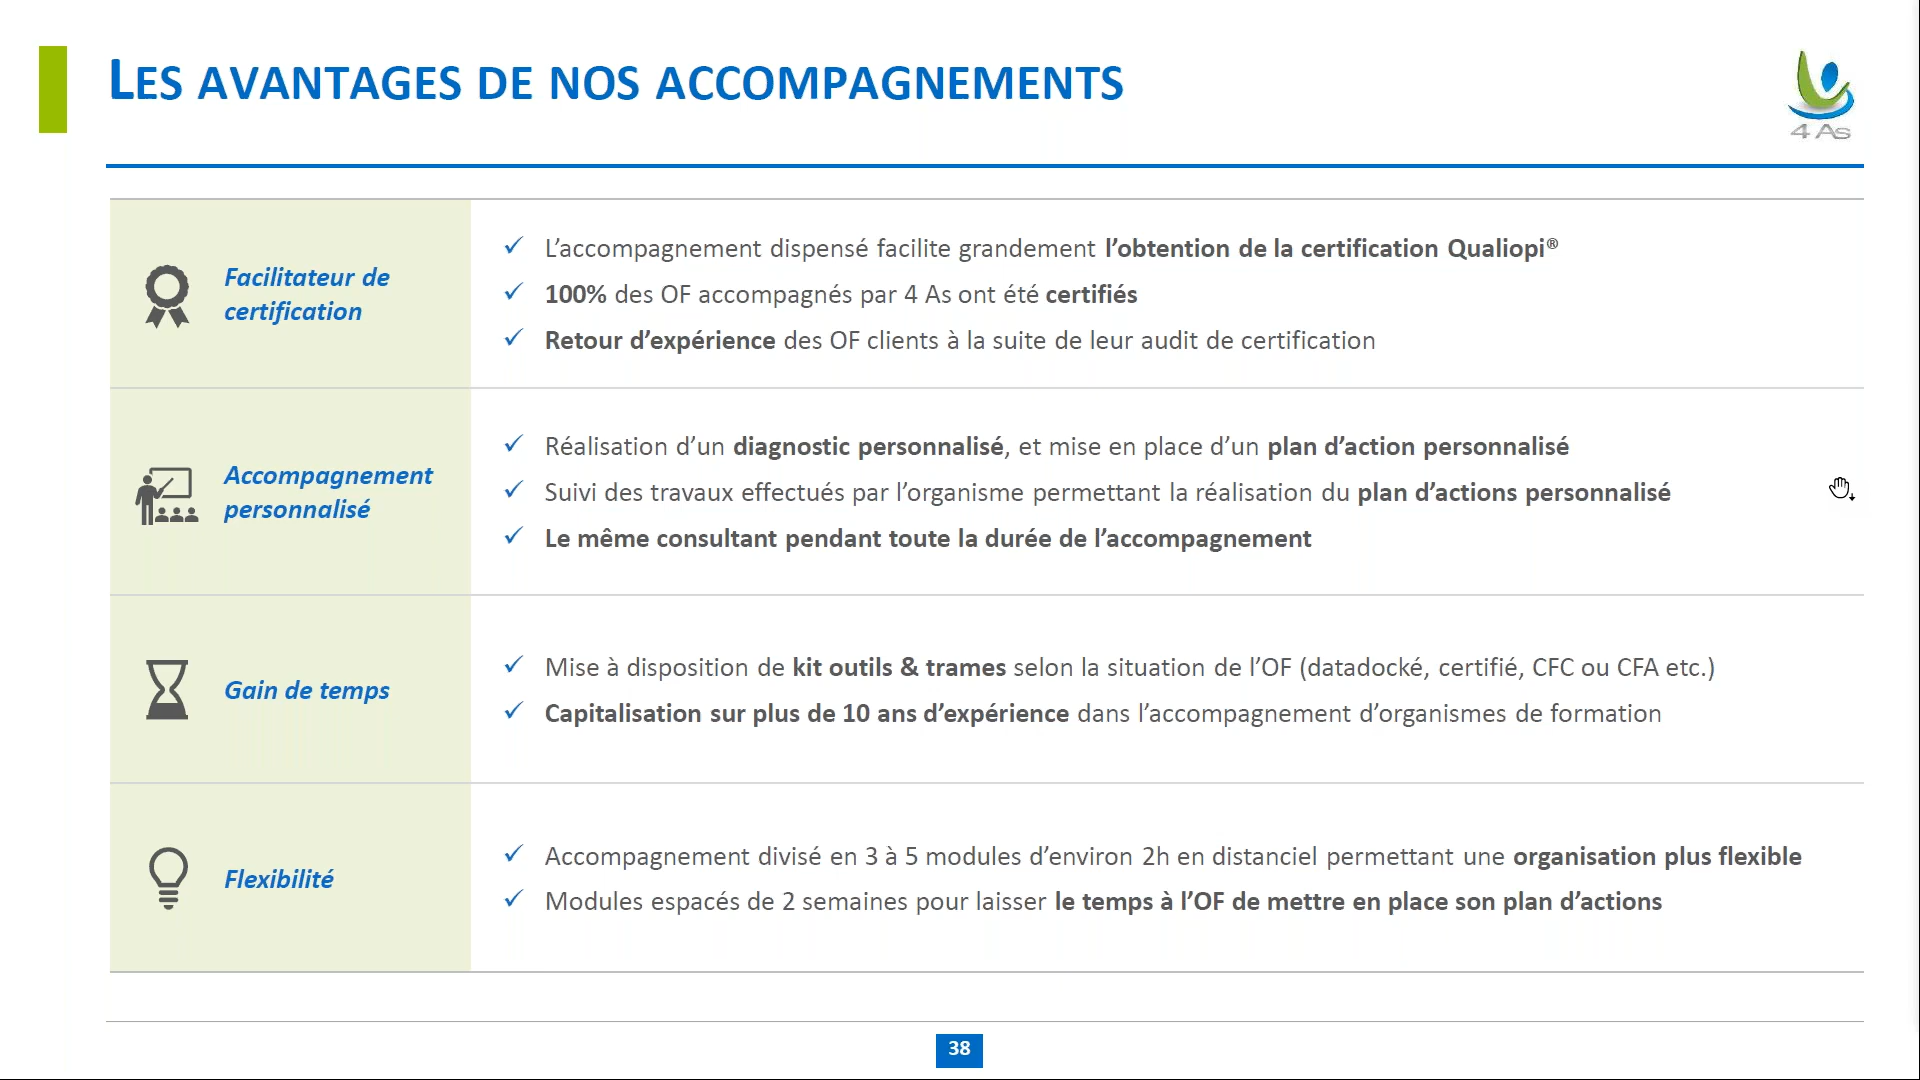 LES AVANTAGES DE NOS ACCOMPAGNEMENTS
4 As
Facilitateur de
certification
L’accompagnement dispensé facilite grandement l’obtention de la certification Qualiopi®
100% des OF accompagnés par 4 As ont été certifiés
Retour d’expérience des OF clients à la suite de leur audit de certification
Accompagnement
personnalisé
Réalisation d’un diagnostic personnalisé, et mise en place d’un plan d’action personnalisé
Suivi des travaux effectués par l’organisme permettant la réalisation du plan d’actions personnalisé
Le même consultant pendant toute la durée de l’accompagnement
Gain de temps
Mise à disposition de kit outils & trames selon la situation de l’OF (datadocké, certifié, CFC ou CFA etc.)
Capitalisation sur plus de 10 ans d’expérience dans l’accompagnement d’organismes de formation
Flexibilité
Accompagnement divisé en 3 à 5 modules d’environ 2h en distanciel permettant une organisation plus flexible
Modules espacés de 2 semaines pour laisser le temps à l’OF de mettre en place son plan d’actions
38